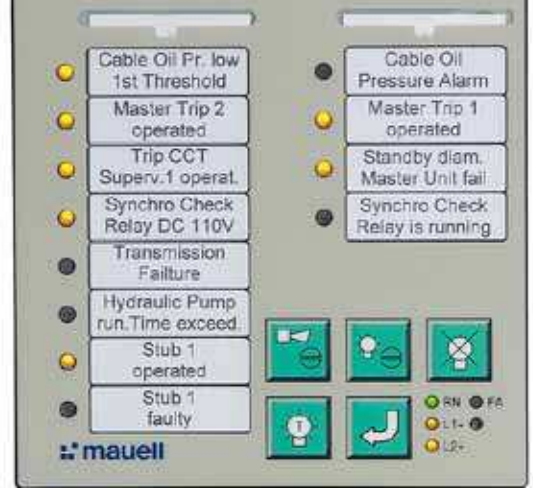 Cable Oil Pr. low
1st Threshold
Master Trip 2
operated
Trip CCT
Superv.1 operat.
Synchro Check
Relay DC 110V
Transmission
Failture
Hydraulic Pump
run.Time exceed.
Stub 1
operated
Stub 1
faulty
mauell
Cable Oil
Pressure Alarm
Master Trip 1
operated
Standby diam.
Master Unit fail
Synchro Check
Relay is running
T
RN FA
L1+
L2+